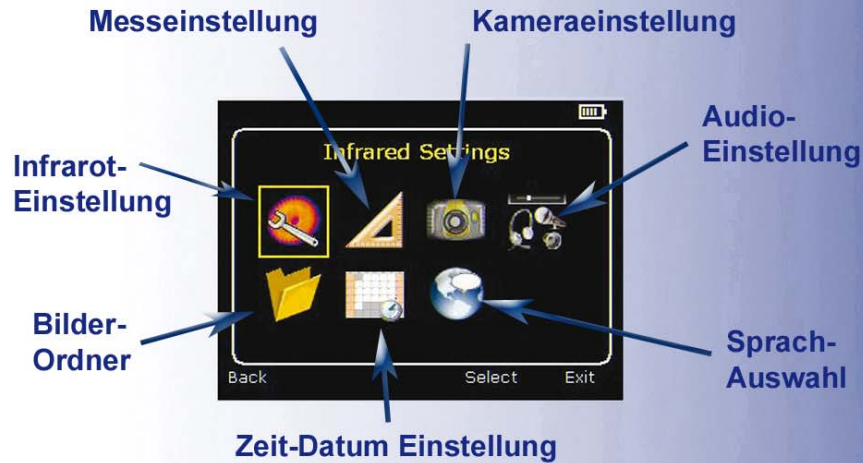 Messeinstellung
Kameraeinstellung
Audio-
Einstellung
Infrared Settings
Infrarot-
Einstellung
Bilder-
Ordner
Sprach-
Auswahl
Back Select Exit
Zeit-Datum Einstellung